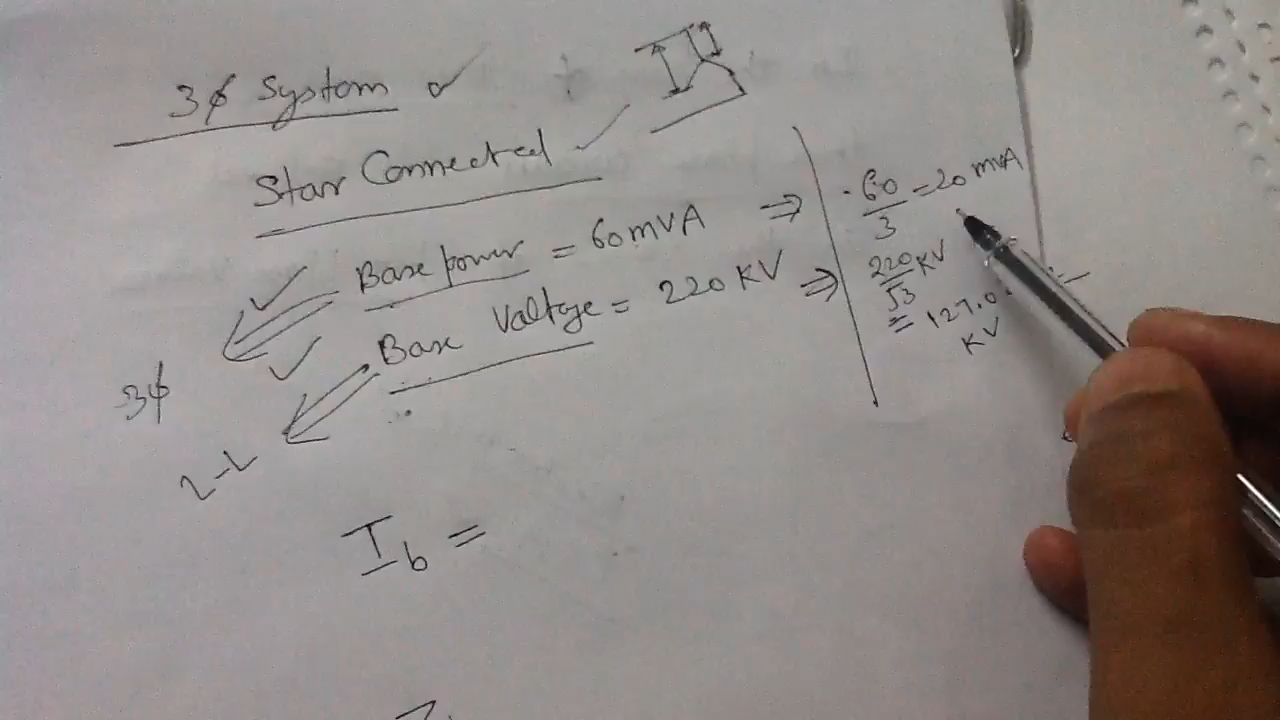 3ϕ System
Star Connected
Base power = 60 mVA ⇒
Base Voltage = 220 KV ⇒
60/3 = 20 mVA
220/√3 KV
= 127.0
KV
3ϕ
L-L
I_b =